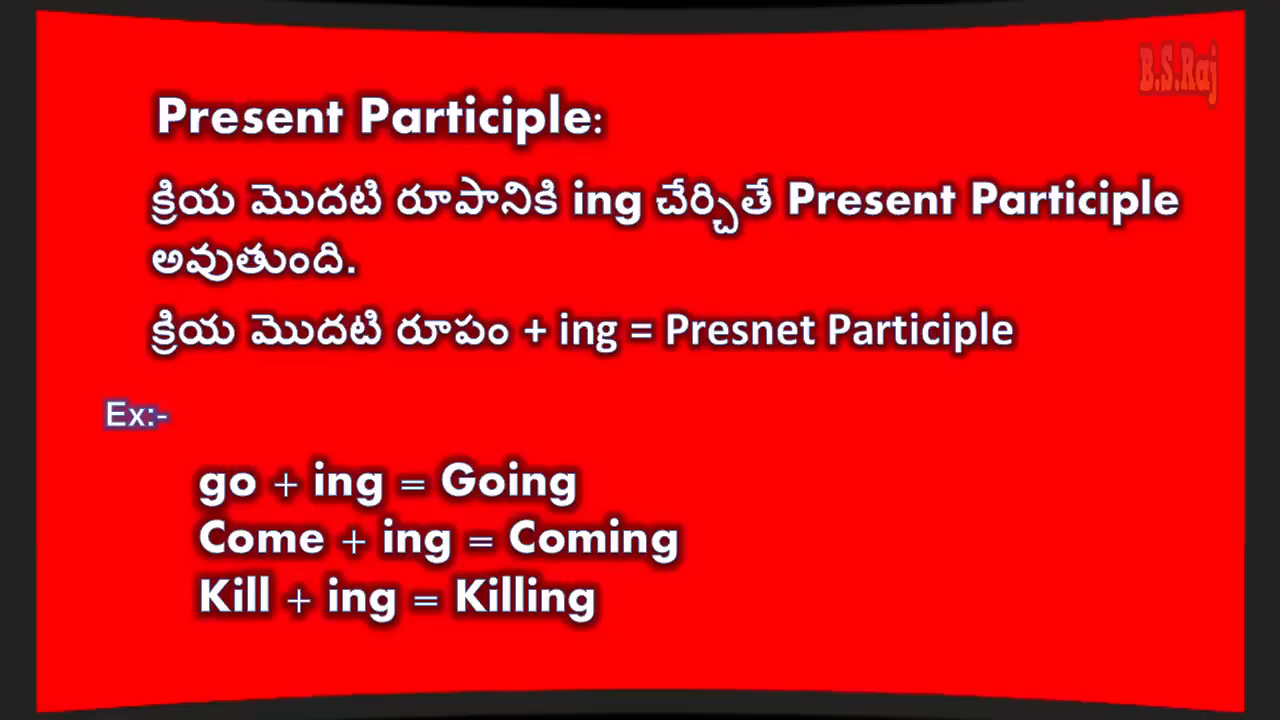 B.S.Raj
Present Participle:
క్రియ మొదటి రూపానికి ing చేర్చితే Present Participle
అవుతుంది.
క్రియ మొదటి రూపం + ing = Presnet Participle
Ex:-
go + ing = Going
Come + ing = Coming
Kill + ing = Killing